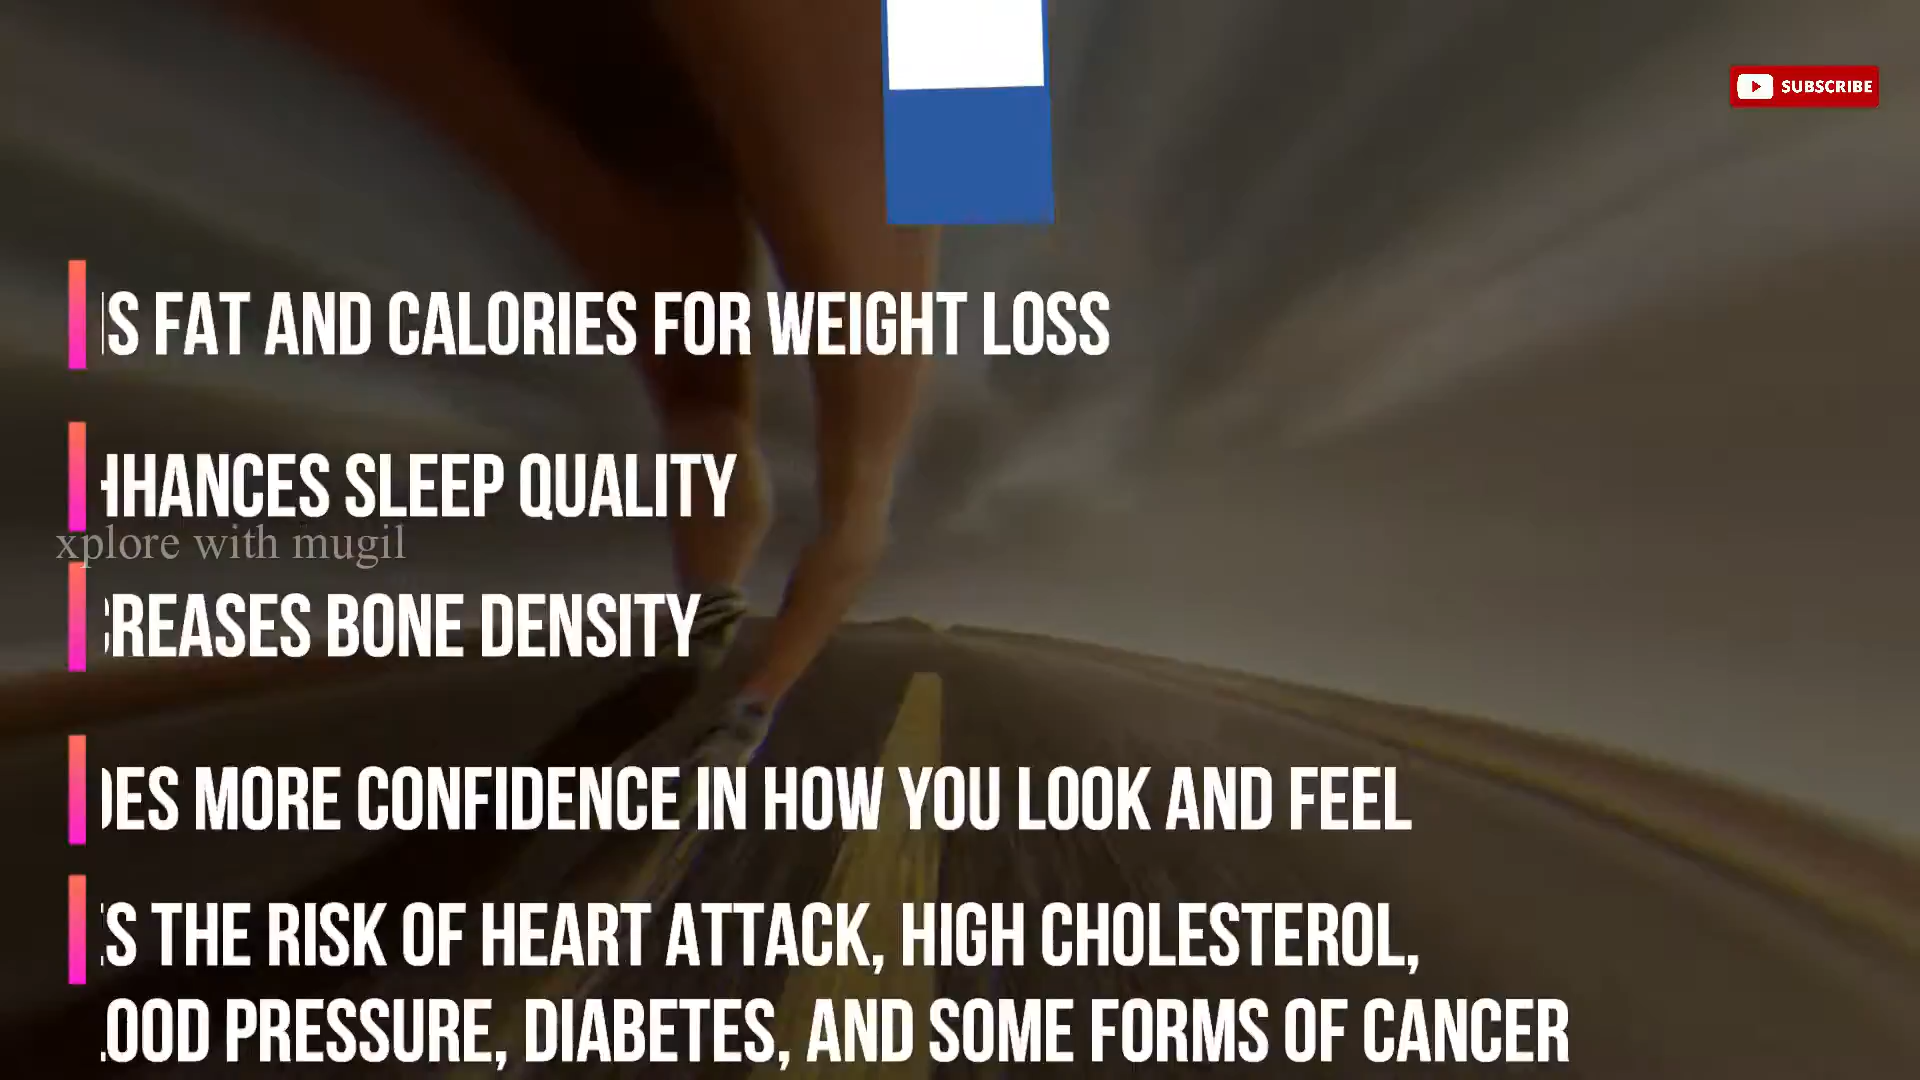 SUBSCRIBE
S FAT AND CALORIES FOR WEIGHT LOSS
HANCES SLEEP QUALITY
xplore with mugil
REASES BONE DENSITY
DES MORE CONFIDENCE IN HOW YOU LOOK AND FEEL
S THE RISK OF HEART ATTACK, HIGH CHOLESTEROL,
OOD PRESSURE, DIABETES, AND SOME FORMS OF CANCER